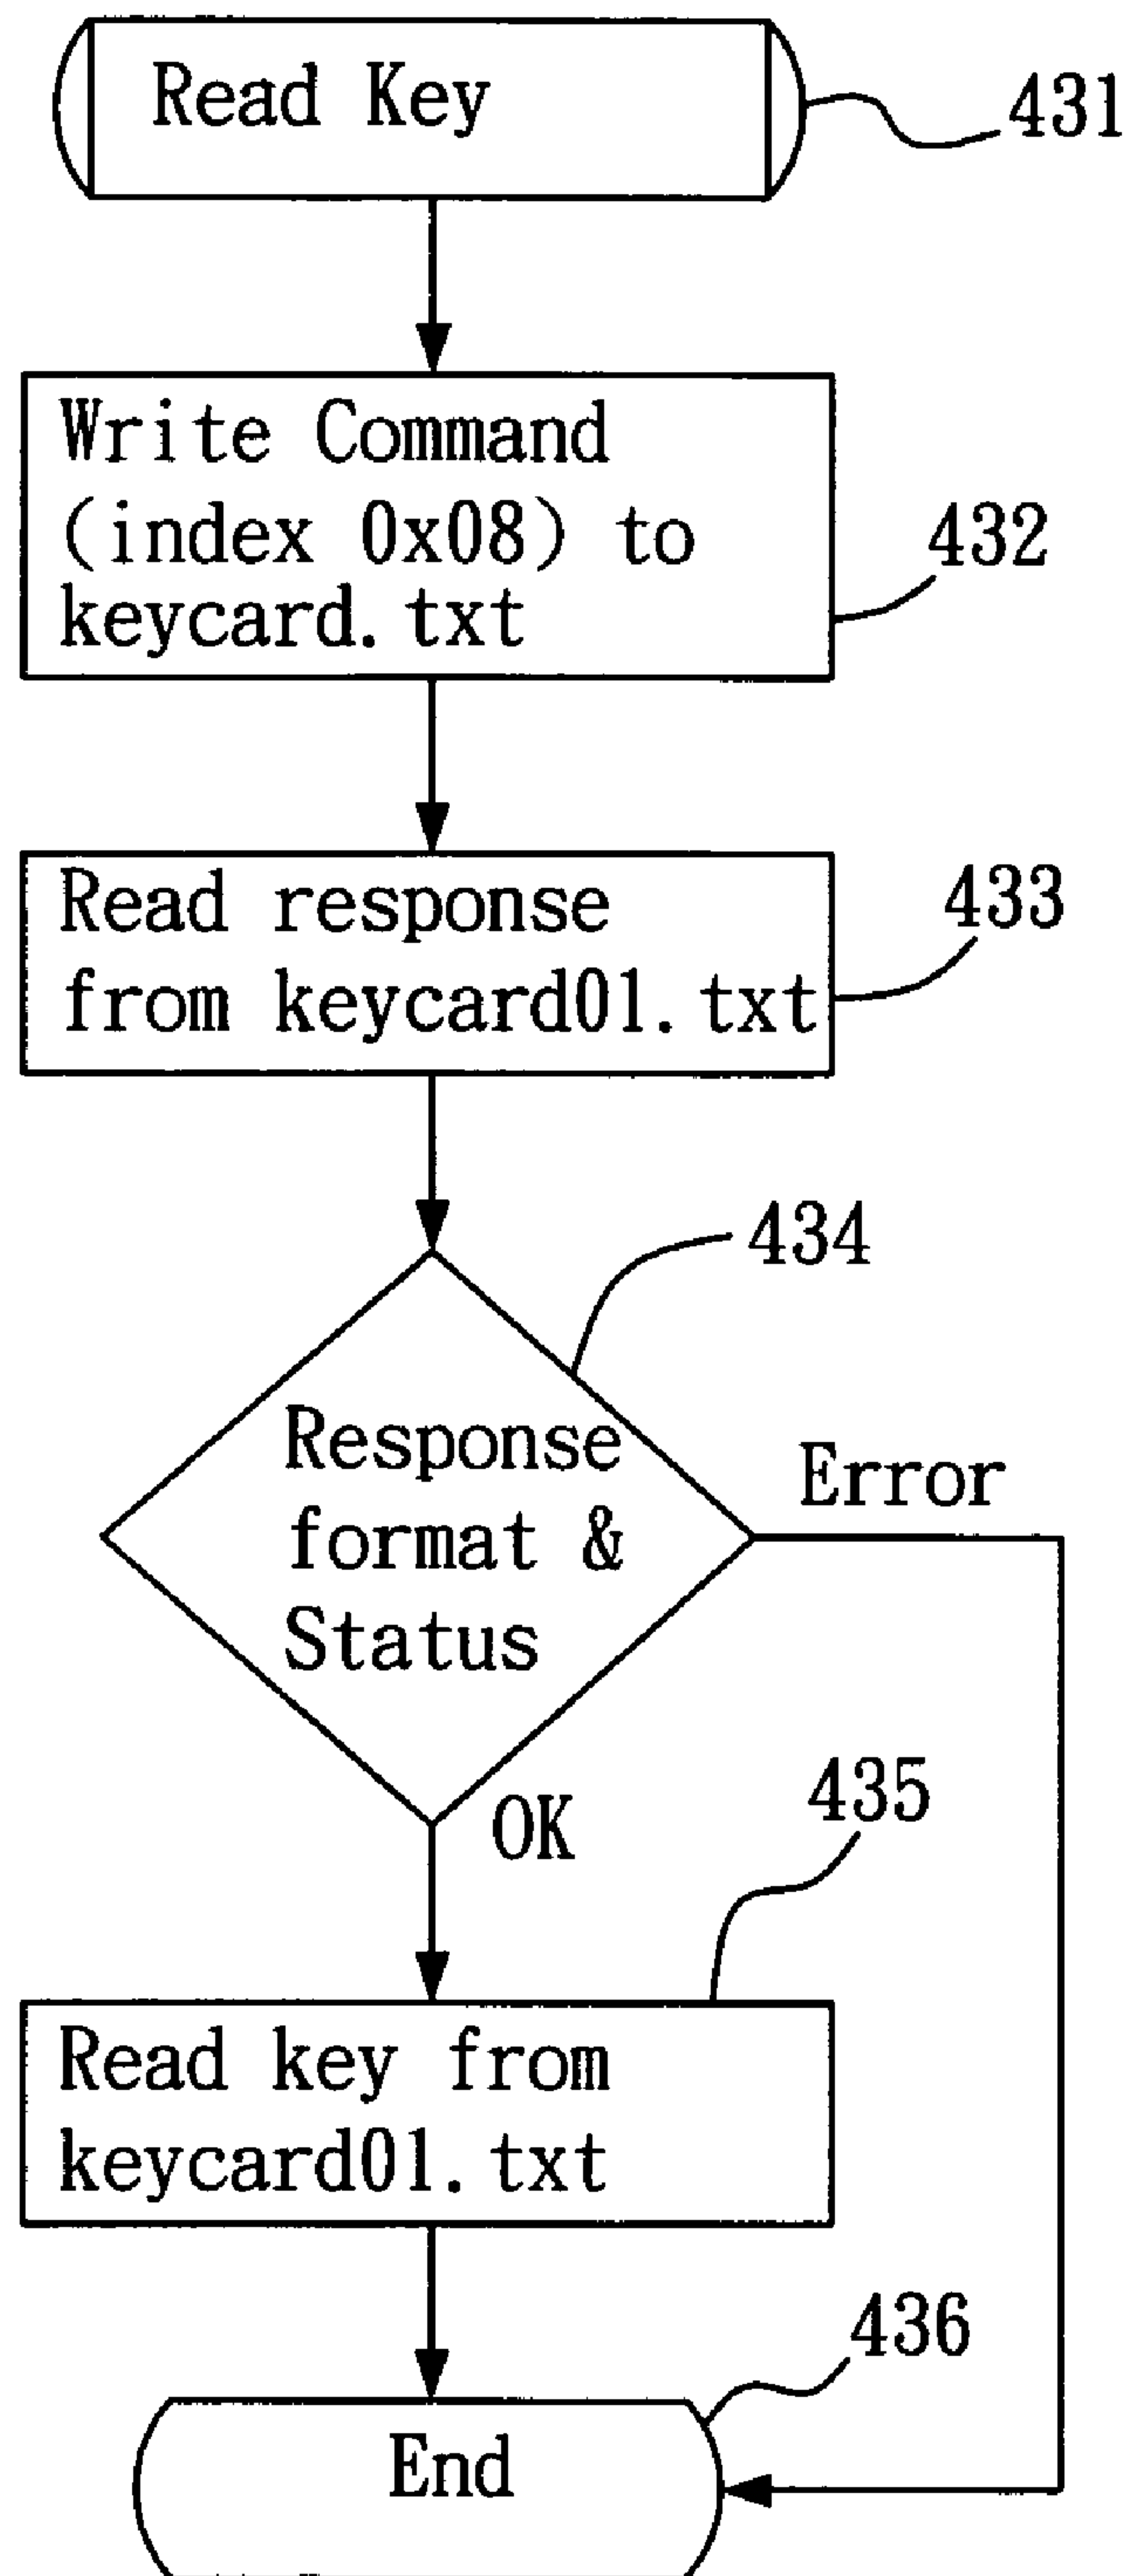 Read Key
431
Write Command
(index 0x08) to
keycard.txt
432
Read response
from keycard01.txt
433
434
Response
format &
Status
Error
OK
435
Read key from
keycard01.txt
436
End